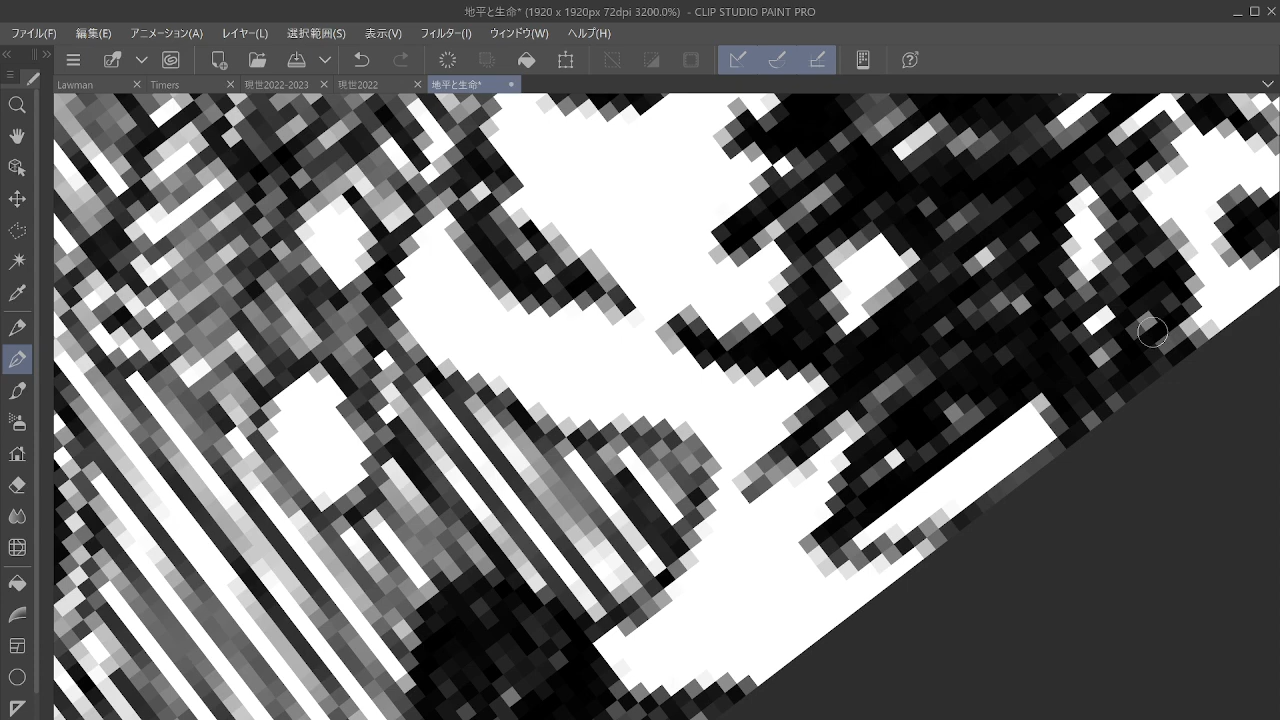 地平と生命* (1920 x 1920px 72dpi 3200.0%) - CLIP STUDIO PAINT PRO
ファイル(F) 編集(E) アニメーション(A) レイヤー(L) 選択範囲(S) 表示(V) フィルター(I) ウィンドウ(W) ヘルプ(H)
Lawman Timers 現世2022-2023 現世2022 地平と生命*